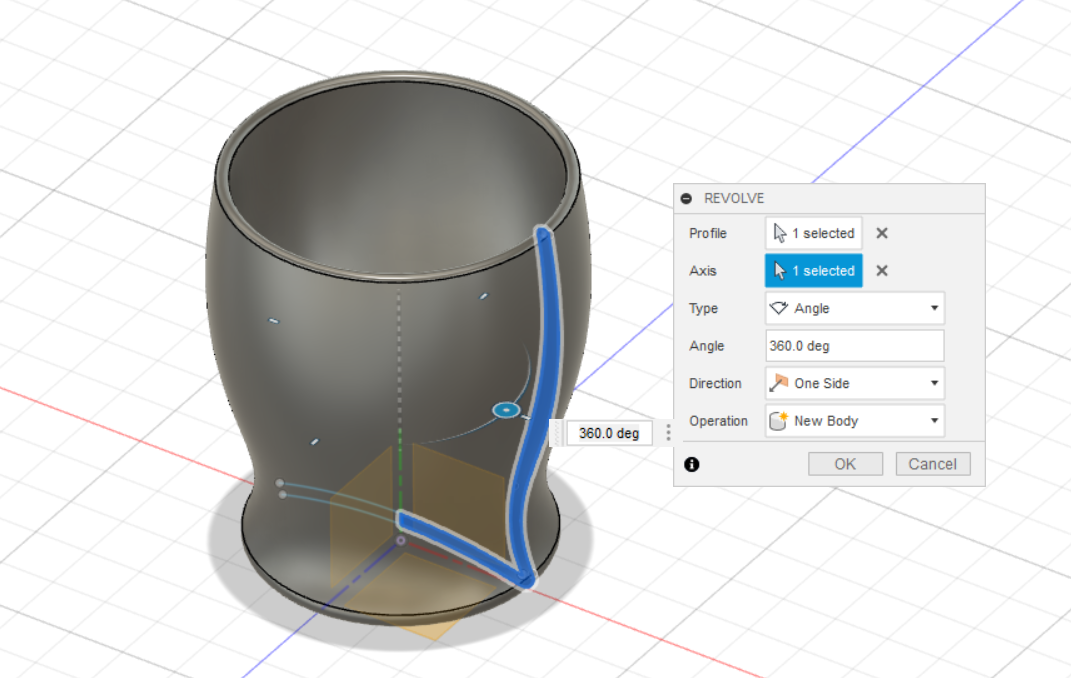 REVOLVE
Profile 1 selected
Axis 1 selected
Type Angle
Angle 360.0 deg
Direction One Side
Operation New Body
360.0 deg
OK Cancel